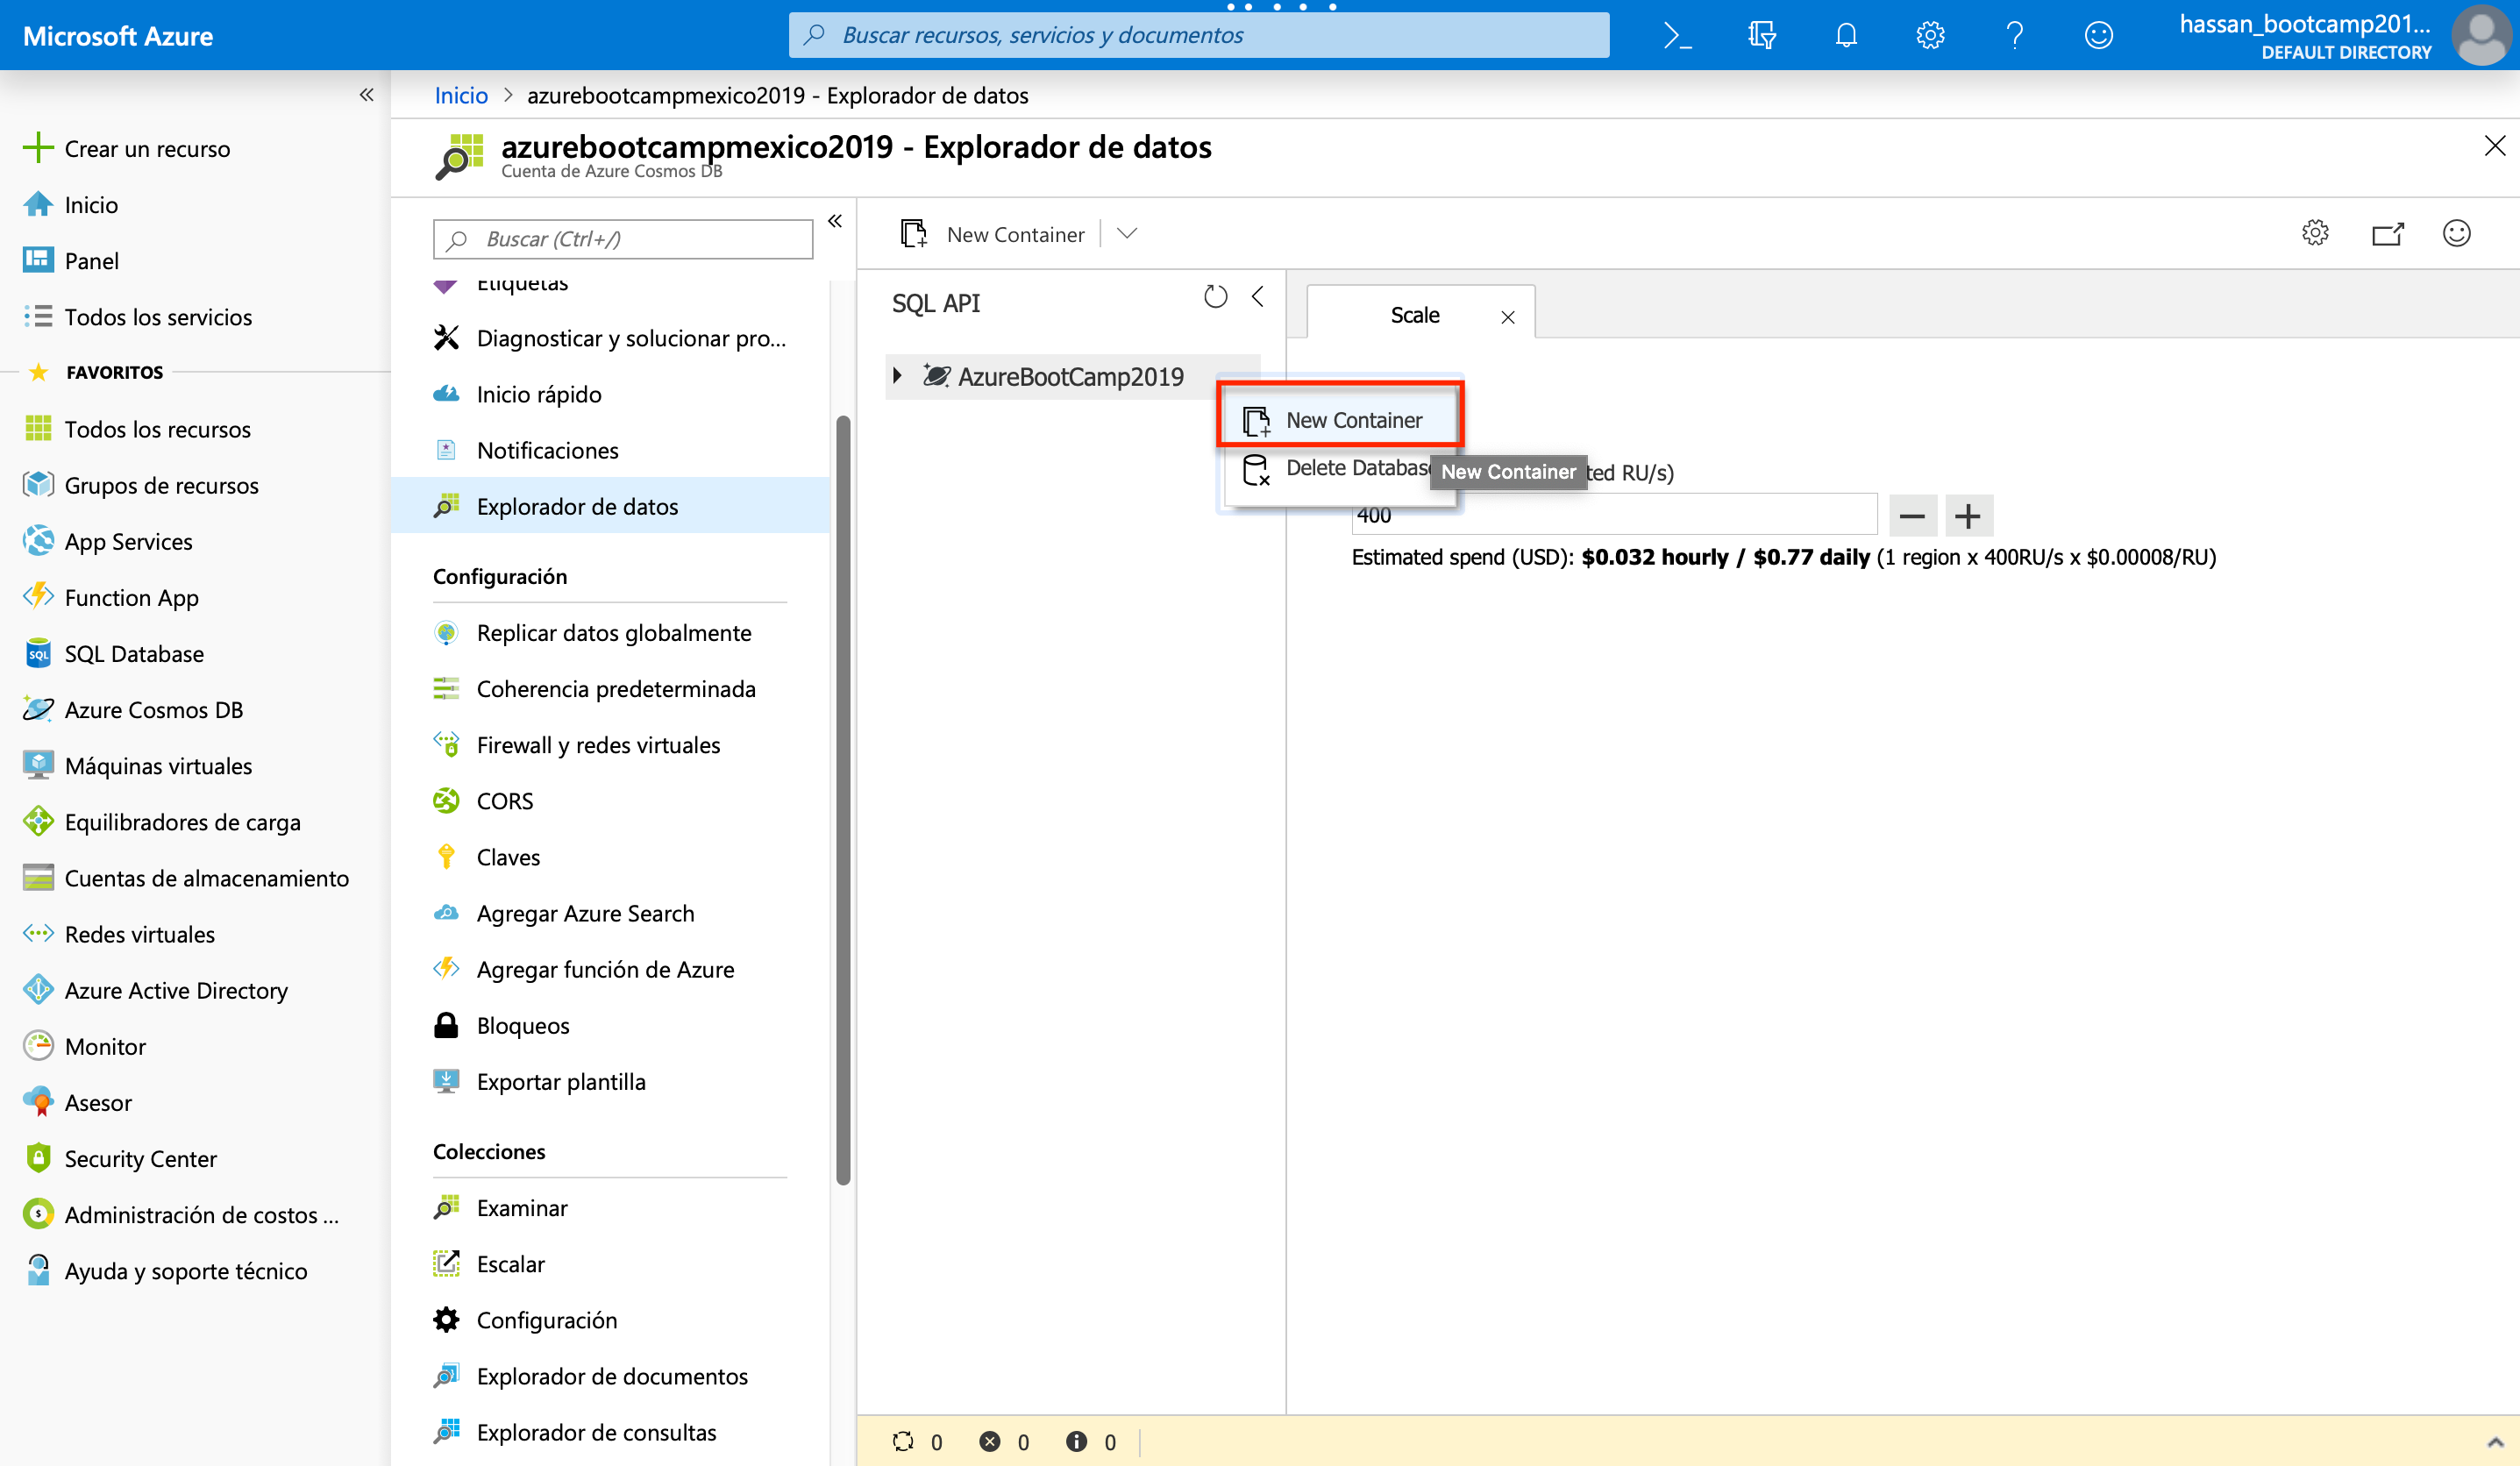 Microsoft Azure
Buscar recursos, servicios y documentos
hassan_bootcamp201...
DEFAULT DIRECTORY
Crear un recurso
Inicio
Panel
Todos los servicios
FAVORITOS
Todos los recursos
Grupos de recursos
App Services
Function App
SQL
SQL Database
Azure Cosmos DB
Máquinas virtuales
Equilibradores de carga
Cuentas de almacenamiento
Redes virtuales
Azure Active Directory
Monitor
Asesor
Security Center
Administración de costos ...
Ayuda y soporte técnico
Inicio > azurebootcampmexico2019 - Explorador de datos
azurebootcampmexico2019 - Explorador de datos
Cuenta de Azure Cosmos DB
Buscar (Ctrl+/)
Etiquetas
Diagnosticar y solucionar pro...
Inicio rápido
Notificaciones
Explorador de datos
Configuración
Replicar datos globalmente
Coherencia predeterminada
Firewall y redes virtuales
CORS
Claves
Agregar Azure Search
Agregar función de Azure
Bloqueos
Exportar plantilla
Colecciones
Examinar
Escalar
Configuración
Explorador de documentos
Explorador de consultas
New Container
SQL API
AzureBootCamp2019
Scale
New Container
Delete Databas
New Container
ted RU/s)
400
Estimated spend (USD): $0.032 hourly / $0.77 daily (1 region x 400RU/s x $0.00008/RU)
0 0 0